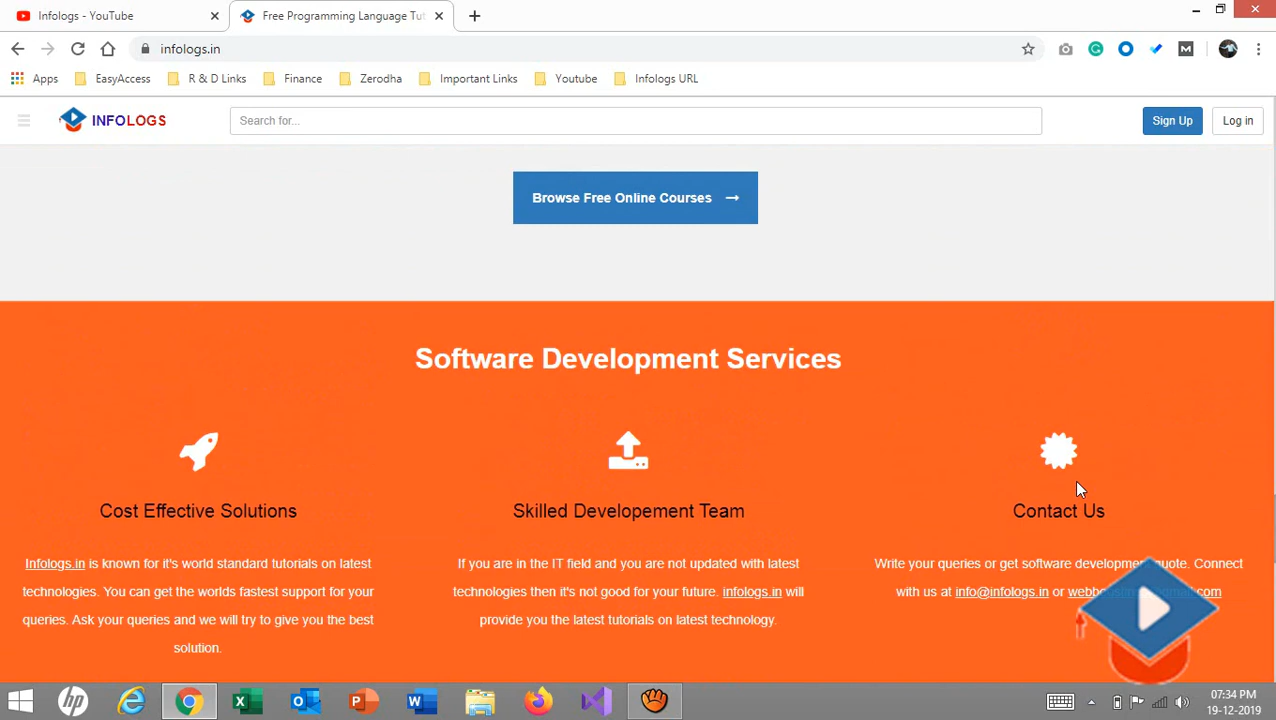 Infologs - YouTube
Free Programming Language Tut
infologs.in
Apps EasyAccess R & D Links Finance Zerodha Important Links Youtube Infologs URL
INFOLOGS Search for... Sign Up Log in
Browse Free Online Courses
Software Development Services
Cost Effective Solutions
Infologs.in is known for it's world standard tutorials on latest
technologies. You can get the worlds fastest support for your
queries. Ask your queries and we will try to give you the best
solution.
Skilled Developement Team
If you are in the IT field and you are not updated with latest
technologies then it's not good for your future. infologs.in will
provide you the latest tutorials on latest technology.
Contact Us
Write your queries or get software development quote. Connect
with us at info@infologs.in or
07:34 PM
19-12-2019